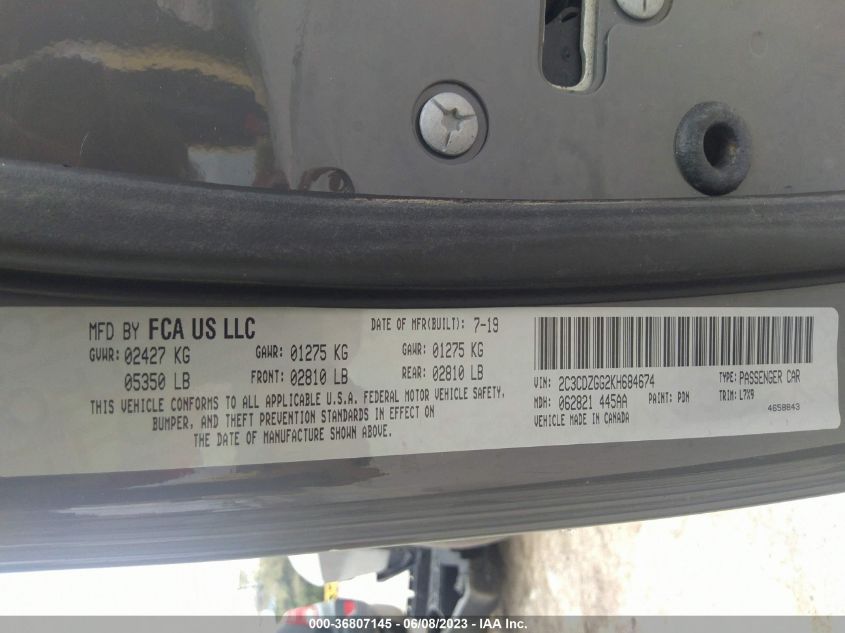 MFD BY FCA US LLC DATE OF MFR(BUILT): 7-19
GVWR: 02427 KG GAWR: 01275 KG GAWR: 01275 KG
05350 LB FRONT: 02810 LB REAR: 02810 LB
THIS VEHICLE CONFORMS TO ALL APPLICABLE U.S.A. FEDERAL MOTOR VEHICLE SAFETY,
BUMPER, AND THEFT PREVENTION STANDARDS IN EFFECT ON
THE DATE OF MANUFACTURE SHOWN ABOVE.
VIN: 2C3CDZGG2KH684674 TYPE: PASSENGER CAR
MDH: 062821 445AA PAINT: PDN TRIM: L7X9
VEHICLE MADE IN CANADA 4658843
000-36807145 - 06/08/2023 - IAA Inc.